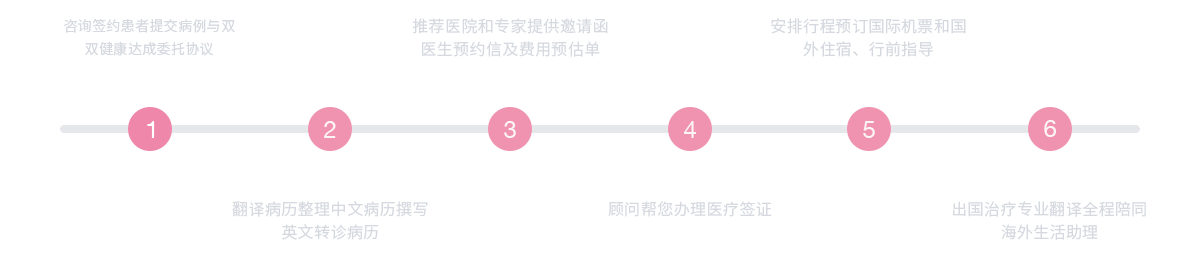 咨询签约患者提交病例与双
双健康达成委托协议
推荐医院和专家提供邀请函
医生预约信及费用预估单
安排行程预订国际机票和国
外住宿、行前指导
1
2
3
4
5
6
翻译病历整理中文病历撰写
英文转诊病历
顾问帮您办理医疗签证
出国治疗专业翻译全程陪同
海外生活助理